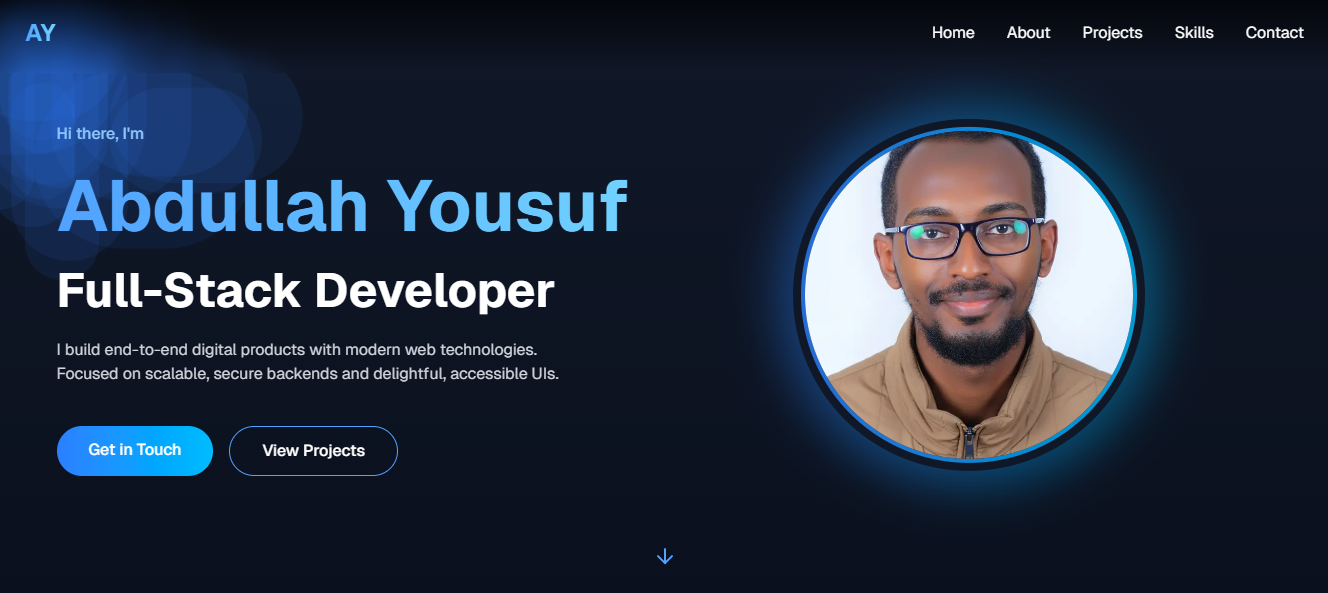 AY
Home About Projects Skills Contact
Hi there, I'm
Abdullah Yousuf
Full-Stack Developer
I build end-to-end digital products with modern web technologies.
Focused on scalable, secure backends and delightful, accessible UIs.
Get in Touch View Projects